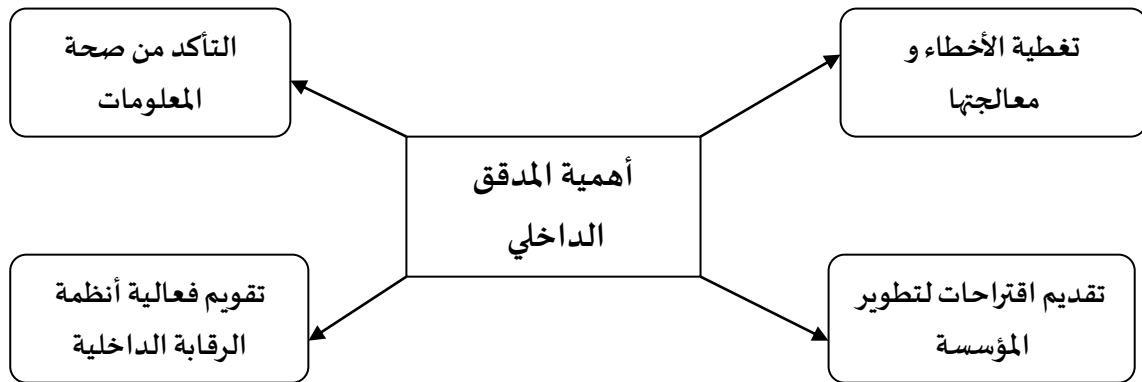 تغطية الأخطاء و
معالجتها
التأكد من صحة
المعلومات
أهمية المدقق
الداخلي
تقديم اقتراحات لتطوير
المؤسسة
تقويم فعالية أنظمة
الرقابة الداخلية